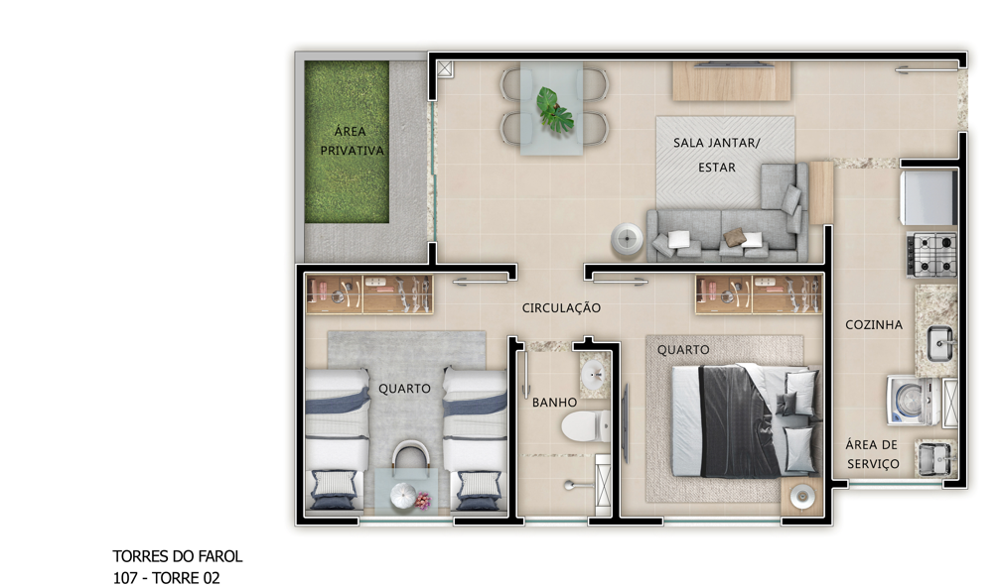 ÁREA
PRIVATIVA
SALA JANTAR/
ESTAR
CIRCULAÇÃO
COZINHA
QUARTO
QUARTO
BANHO
ÁREA DE
SERVIÇO
TORRES DO FAROL
107 - TORRE 02